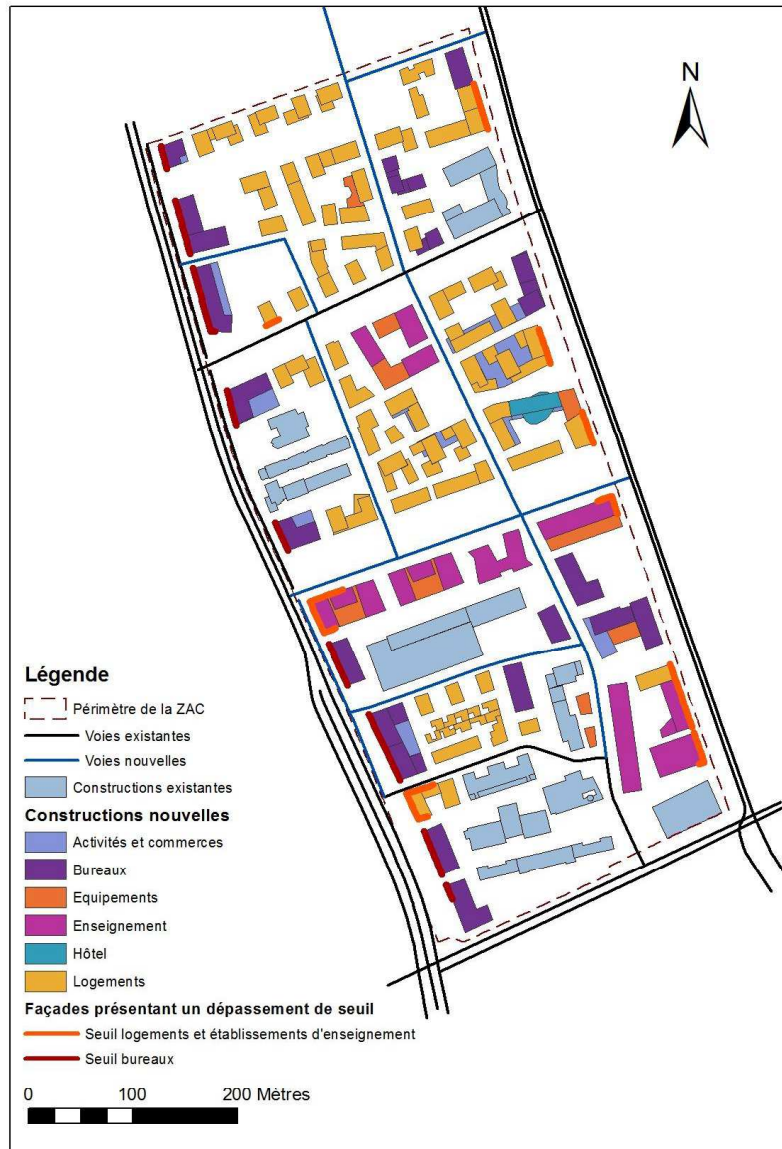 N
Légende
Périmètre de la ZAC
Voies existantes
Voies nouvelles
Constructions existantes
Constructions nouvelles
Activités et commerces
Bureaux
Equipements
Enseignement
Hôtel
Logements
Façades présentant un dépassement de seuil
Seuil logements et établissements d'enseignement
Seuil bureaux
0 100 200 Mètres